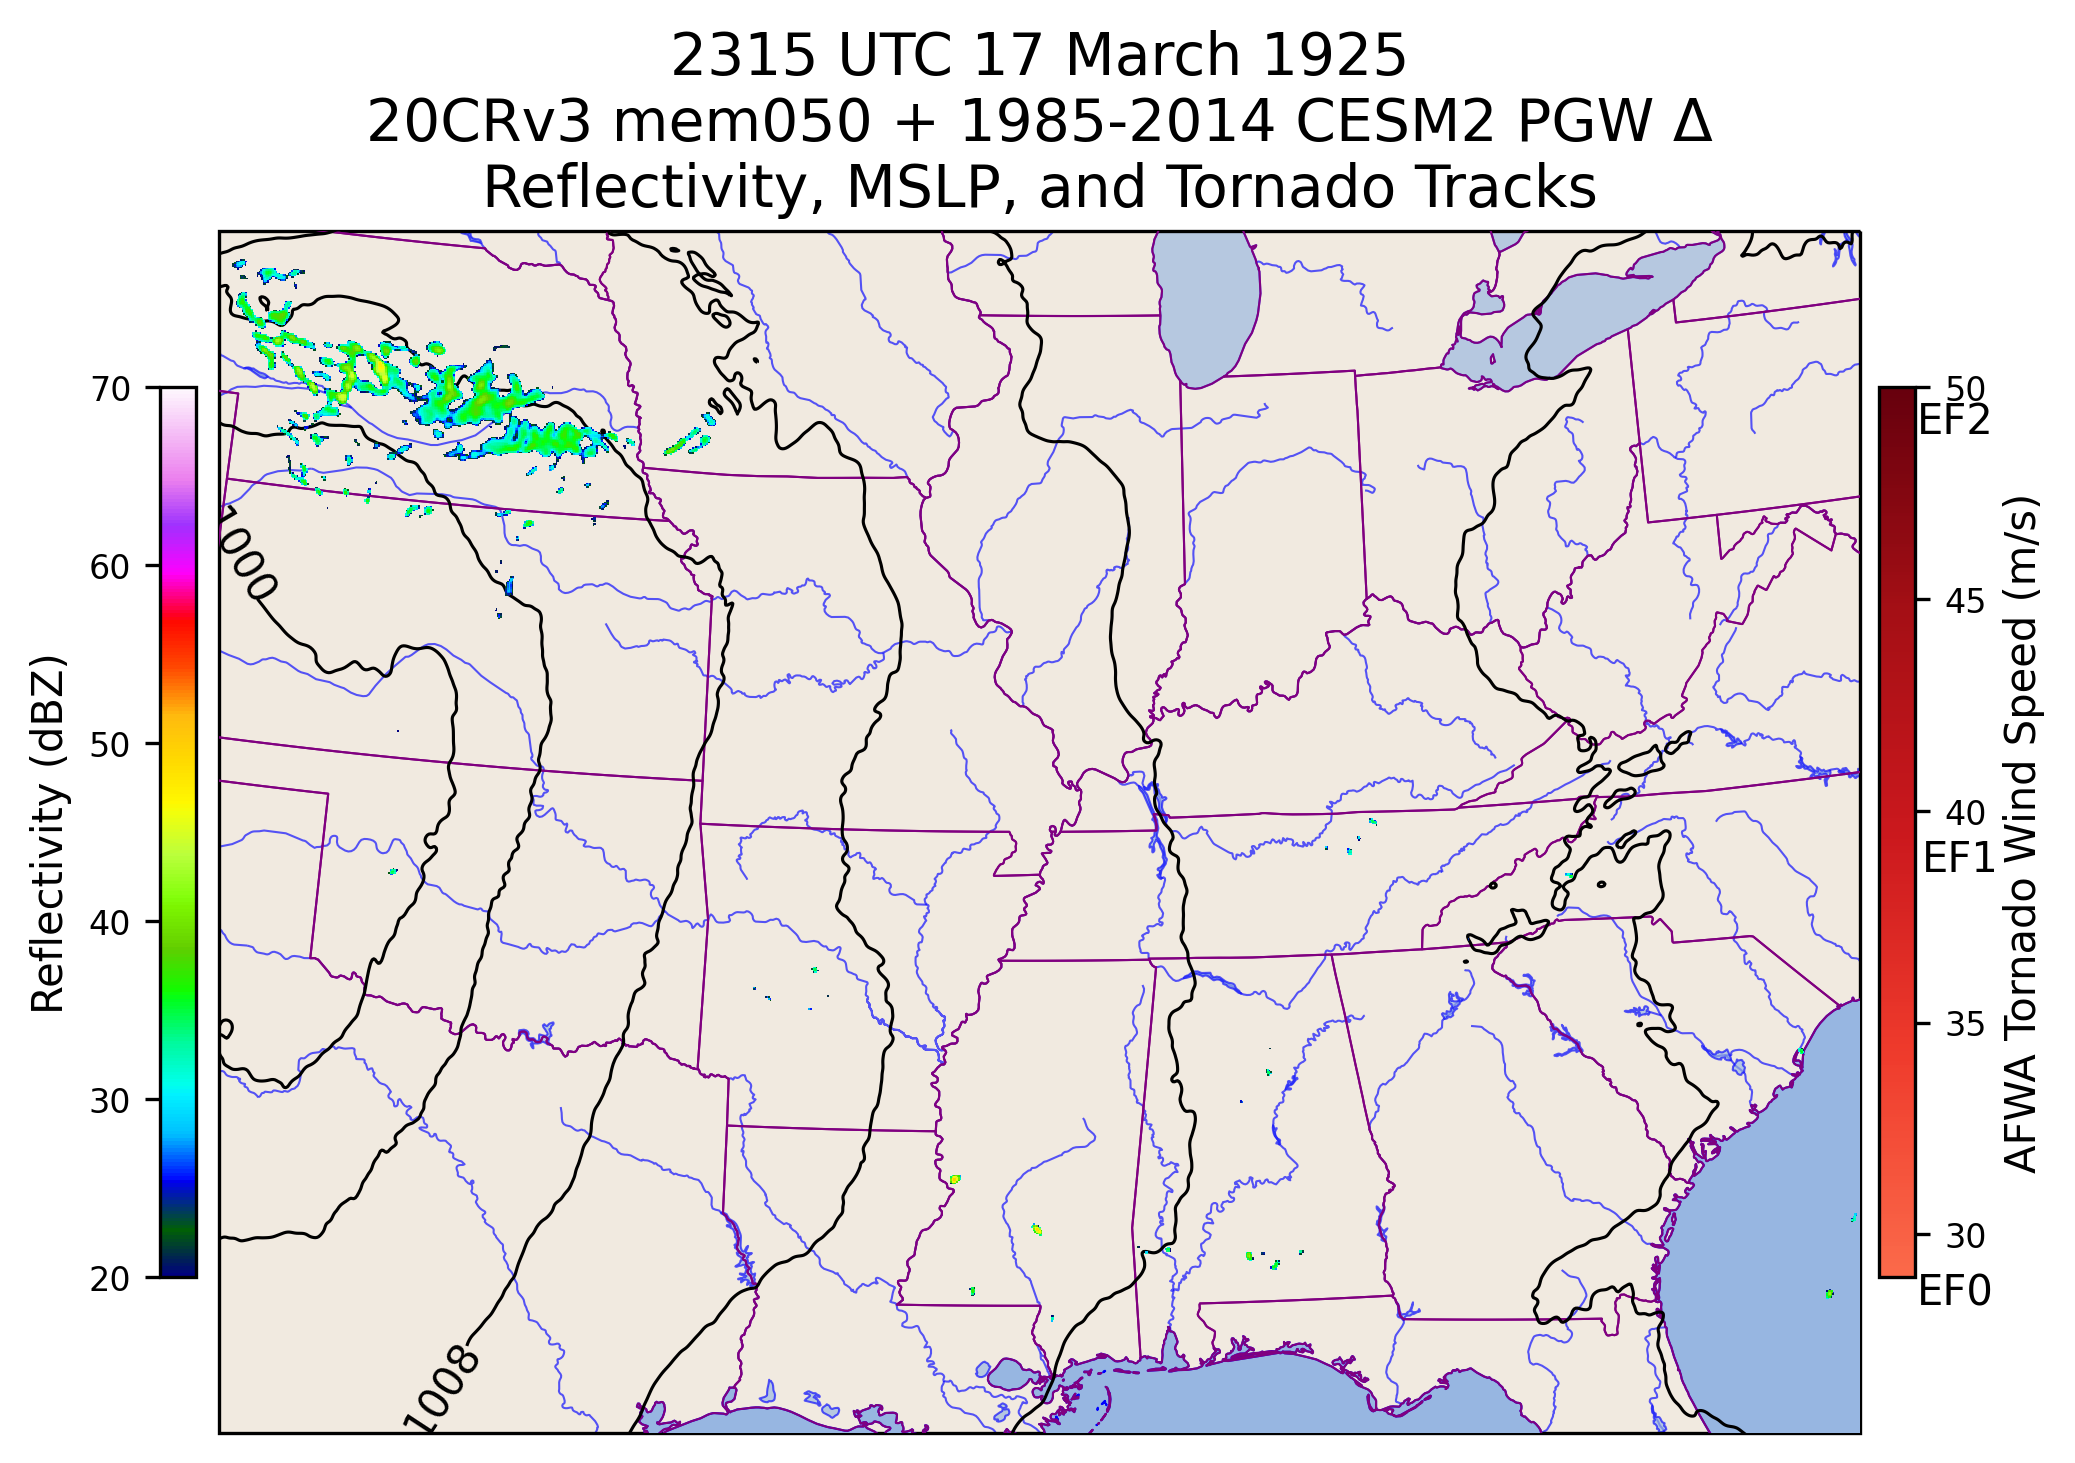 2315 UTC 17 March 1925
20CRv3 mem050 + 1985-2014 CESM2 PGW Δ
Reflectivity, MSLP, and Tornado Tracks
70
60
50
40
30
20
Reflectivity (dBZ)
1000
1008
50
EF2
45
40
EF1
35
30
EF0
AFWA Tornado Wind Speed (m/s)